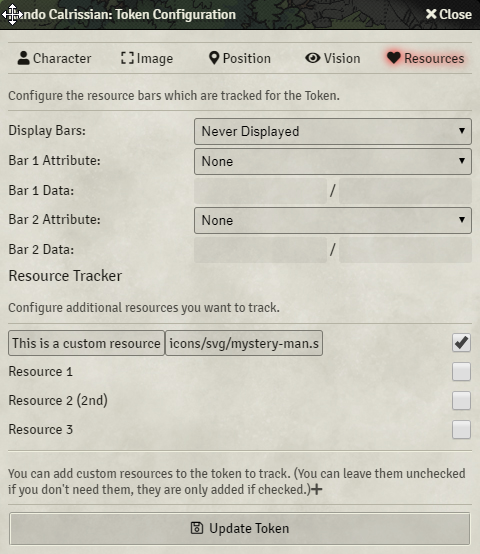 ndo Calrissian: Token Configuration Close
Character Image Position Vision Resources
Configure the resource bars which are tracked for the Token.
Display Bars: Never Displayed
Bar 1 Attribute: None
Bar 1 Data: /
Bar 2 Attribute: None
Bar 2 Data: /
Resource Tracker
Configure additional resources you want to track.
This is a custom resource icons/svg/mystery-man.s
Resource 1
Resource 2 (2nd)
Resource 3
You can add custom resources to the token to track. (You can leave them unchecked
if you don't need them, they are only added if checked.)
Update Token